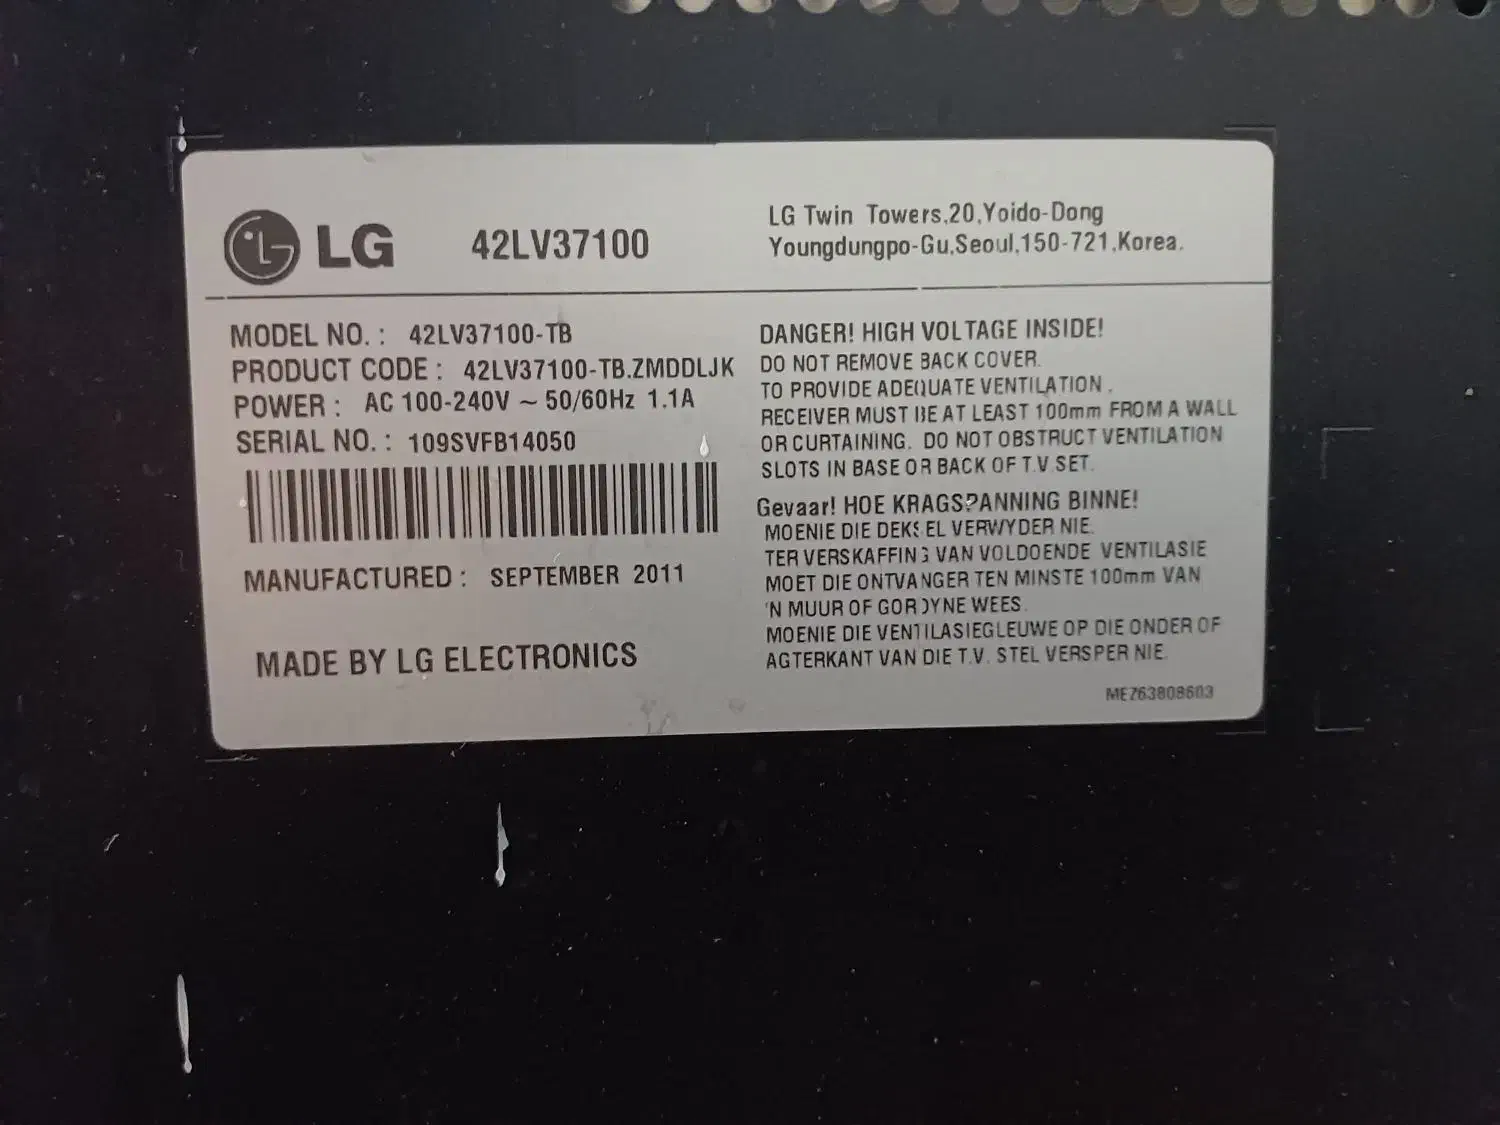 LG 42LV37100
LG Twin Towers,20,Yoido-Dong
Youngdungpo-Gu,Seoul,150-721,Korea.
MODEL NO. : 42LV37100-TB
PRODUCT CODE : 42LV37100-TB.ZMDDLJK
POWER : AC 100-240V ~ 50/60Hz 1.1A
SERIAL NO. : 109SVFB14050
MANUFACTURED : SEPTEMBER 2011
MADE BY LG ELECTRONICS
DANGER! HIGH VOLTAGE INSIDE!
DO NOT REMOVE BACK COVER.
TO PROVIDE ADEQUATE VENTILATION .
RECEIVER MUST BE AT LEAST 100mm FROM A WALL
OR CURTAINING. DO NOT OBSTRUCT VENTILATION
SLOTS IN BASE OR BACK OF T.V SET.
Gevaar! HOE KRAGSPANNING BINNE!
MOENIE DIE DEKSEL VERWYDER NIE.
TER VERSKAFFING VAN VOLDOENDE VENTILASIE
MOET DIE ONTVANGER TEN MINSTE 100mm VAN
'N MUUR OF GORDYNE WEES.
MOENIE DIE VENTILASIEGLEUWE OP DIE ONDER OF
AGTERKANT VAN DIE T.V. STEL VERSPER NIE.
MEZ63808603